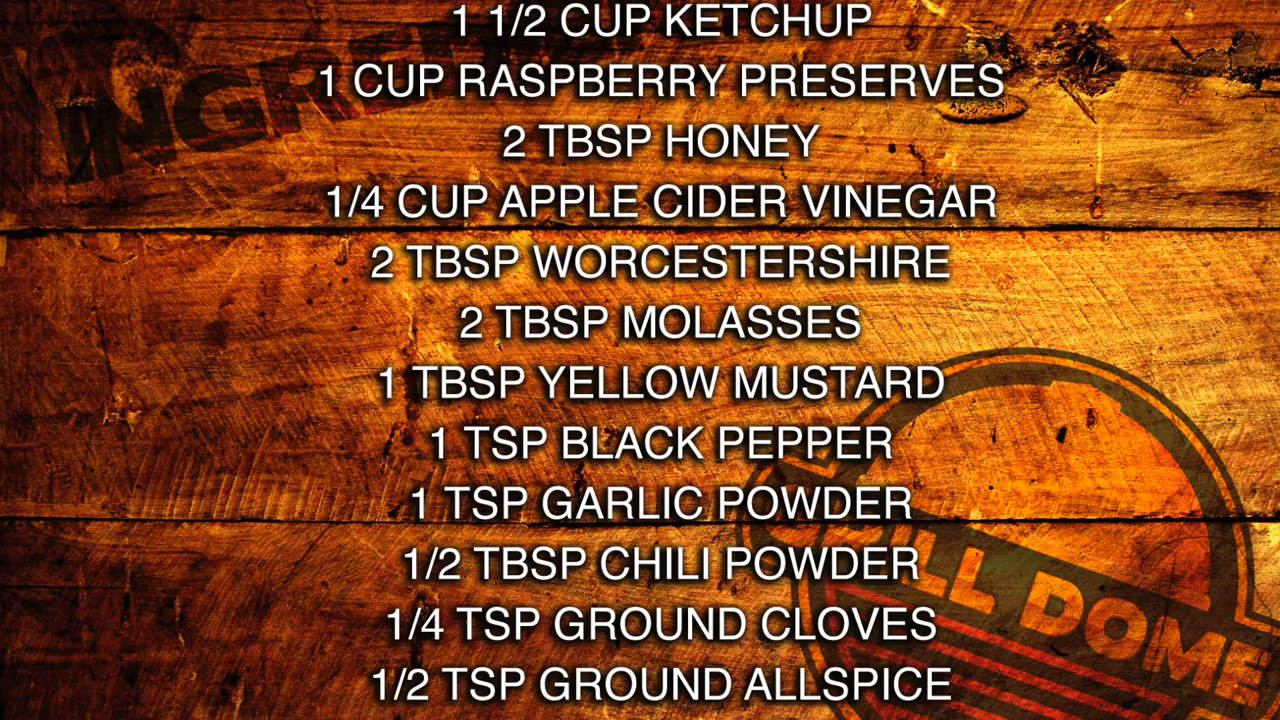 1 1/2 CUP KETCHUP
1 CUP RASPBERRY PRESERVES
2 TBSP HONEY
1/4 CUP APPLE CIDER VINEGAR
2 TBSP WORCESTERSHIRE
2 TBSP MOLASSES
1 TBSP YELLOW MUSTARD
1 TSP BLACK PEPPER
1 TSP GARLIC POWDER
1/2 TBSP CHILI POWDER
1/4 TSP GROUND CLOVES
1/2 TSP GROUND ALLSPICE
DOME